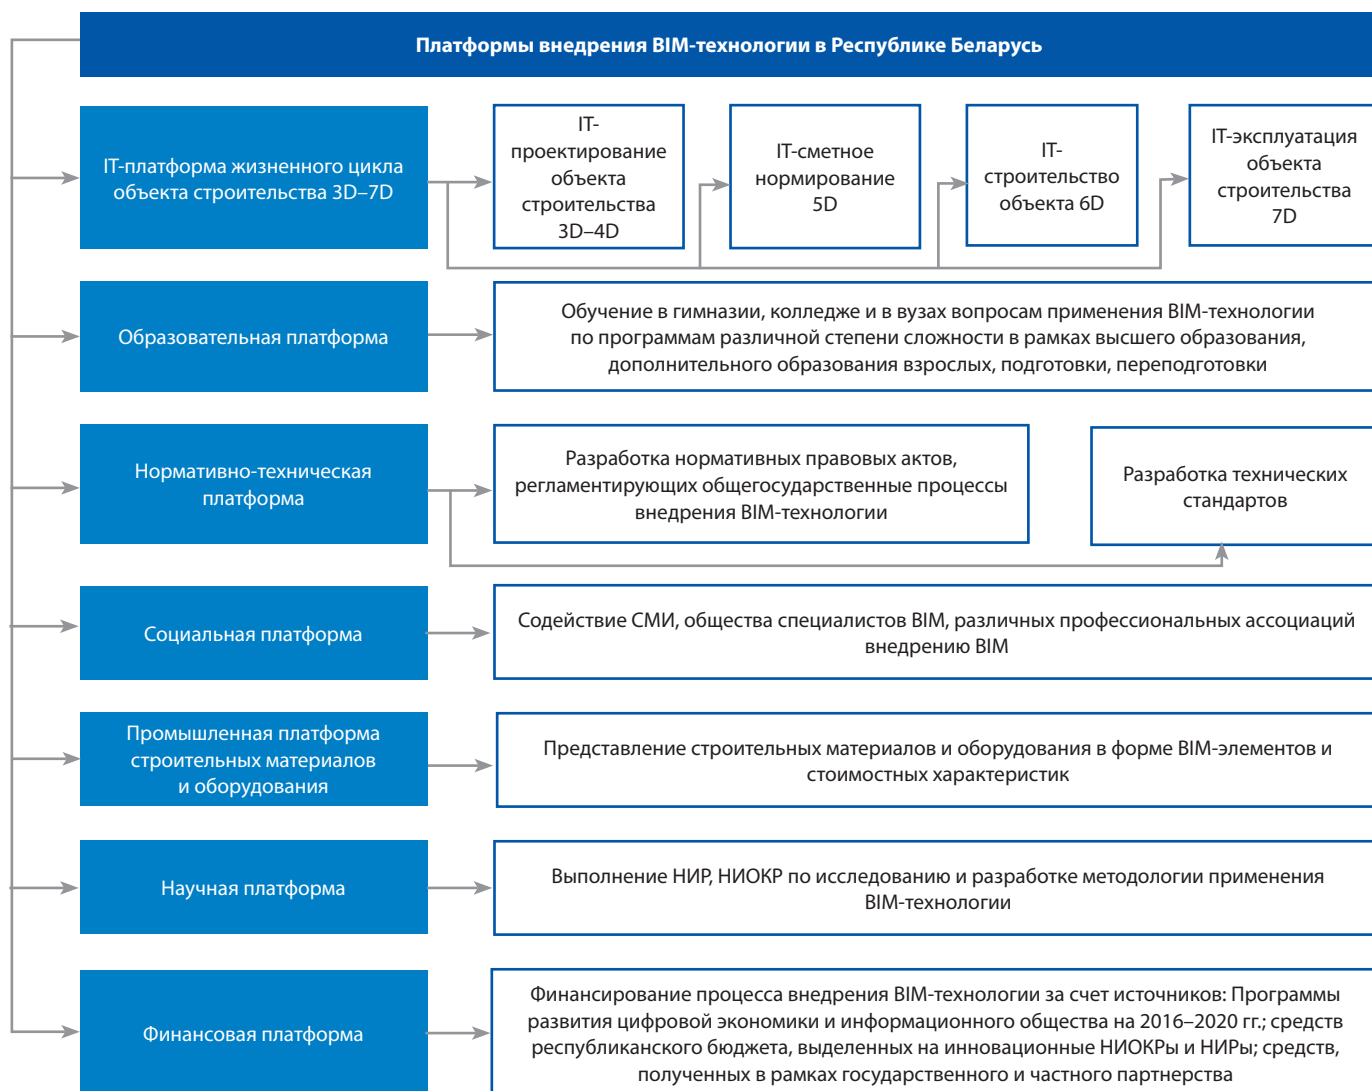 Платформы внедрения BIM-технологии в Республике Беларусь
IT-платформа жизненного цикла
объекта строительства 3D–7D
IT-
проектирование
объекта
строительства
3D–4D
IT-сметное
нормирование
5D
IT-
строительство
объекта 6D
IT-эксплуатация
объекта
строительства
7D
Образовательная платформа
Обучение в гимназии, колледже и в вузах вопросам применения BIM-технологии
по программам различной степени сложности в рамках высшего образования,
дополнительного образования взрослых, подготовки, переподготовки
Нормативно-техническая
платформа
Разработка нормативных правовых актов,
регламентирующих общегосударственные процессы
внедрения BIM-технологии
Разработка технических
стандартов
Социальная платформа
Содействие СМИ, общества специалистов BIM, различных профессиональных ассоциаций
внедрению BIM
Промышленная платформа
строительных материалов
и оборудования
Представление строительных материалов и оборудования в форме BIM-элементов и
стоимостных характеристик
Научная платформа
Выполнение НИР, НИОКР по исследованию и разработке методологии применения
BIM-технологии
Финансовая платформа
Финансирование процесса внедрения BIM-технологии за счет источников: Программы
развития цифровой экономики и информационного общества на 2016–2020 гг.; средств
республиканского бюджета, выделенных на инновационные НИОКРы и НИРы; средств,
полученных в рамках государственного и частного партнерства